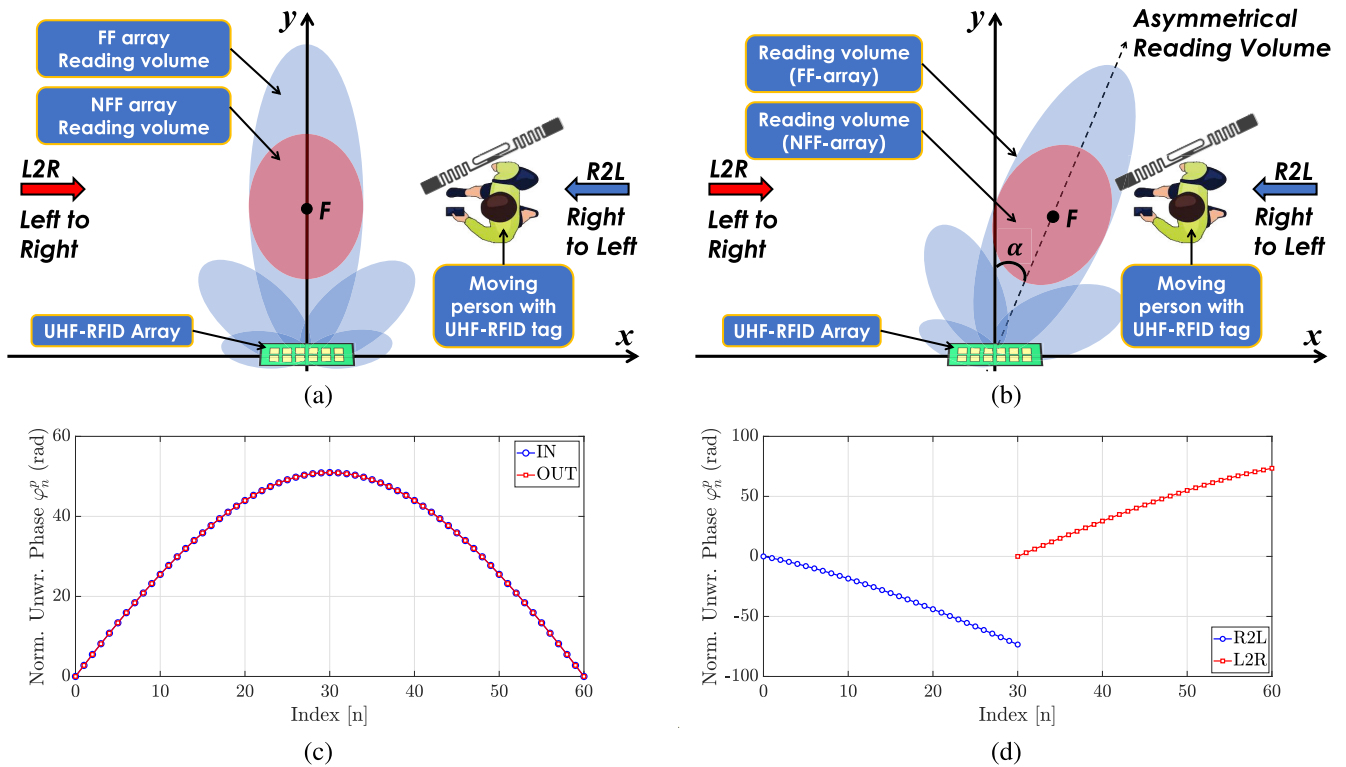 FF array
Reading volume
NFF array
Reading volume
y
L2R
Left to
Right
F
R2L
Right
to Left
Moving
person with
UHF-RFID tag
UHF-RFID Array
x
(a)
y
Asymmetrical
Reading Volume
Reading volume
(FF-array)
Reading volume
(NFF-array)
L2R
Left to
Right
F
α
R2L
Right
to Left
Moving
person with
UHF-RFID tag
UHF-RFID Array
x
(b)
Norm. Unwr. Phase φₙᵖ (rad)
60
40
20
0
IN
OUT
0 10 20 30 40 50 60
Index [n]
(c)
Norm. Unwr. Phase φₙᵖ (rad)
100
50
0
-50
-100
R2L
L2R
0 10 20 30 40 50 60
Index [n]
(d)